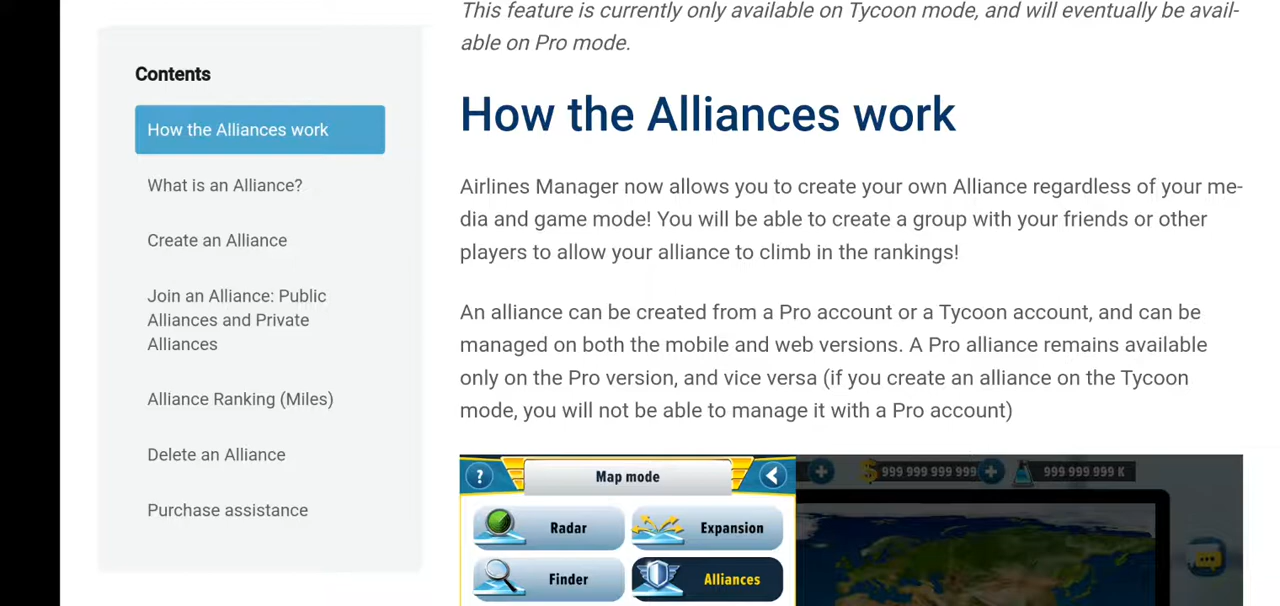 This feature is currently only available on Tycoon mode, and will eventually be avail-
able on Pro mode.
Contents
How the Alliances work
What is an Alliance?
Create an Alliance
Join an Alliance: Public
Alliances and Private
Alliances
Alliance Ranking (Miles)
Delete an Alliance
Purchase assistance
How the Alliances work
Airlines Manager now allows you to create your own Alliance regardless of your me-
dia and game mode! You will be able to create a group with your friends or other
players to allow your alliance to climb in the rankings!
An alliance can be created from a Pro account or a Tycoon account, and can be
managed on both the mobile and web versions. A Pro alliance remains available
only on the Pro version, and vice versa (if you create an alliance on the Tycoon
mode, you will not be able to manage it with a Pro account)
? Map mode
+ $ 999 999 999 999 + 999 999 999 K
Radar Expansion
Finder Alliances